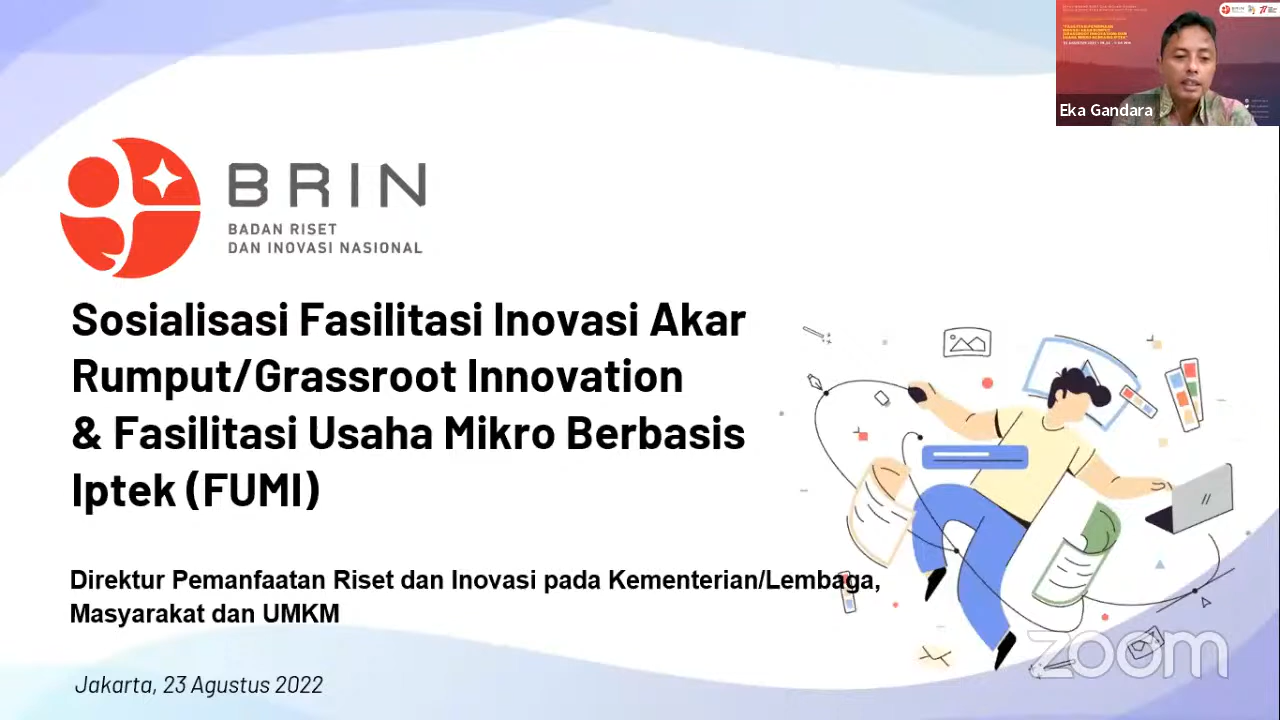 BRIN
BADAN RISET
DAN INOVASI NASIONAL
Sosialisasi Fasilitasi Inovasi Akar
Rumput/Grassroot Innovation
& Fasilitasi Usaha Mikro Berbasis
Iptek (FUMI)
Direktur Pemanfaatan Riset dan Inovasi pada Kementerian/Lembaga,
Masyarakat dan UMKM
Jakarta, 23 Agustus 2022
Eka Gandara
zoom